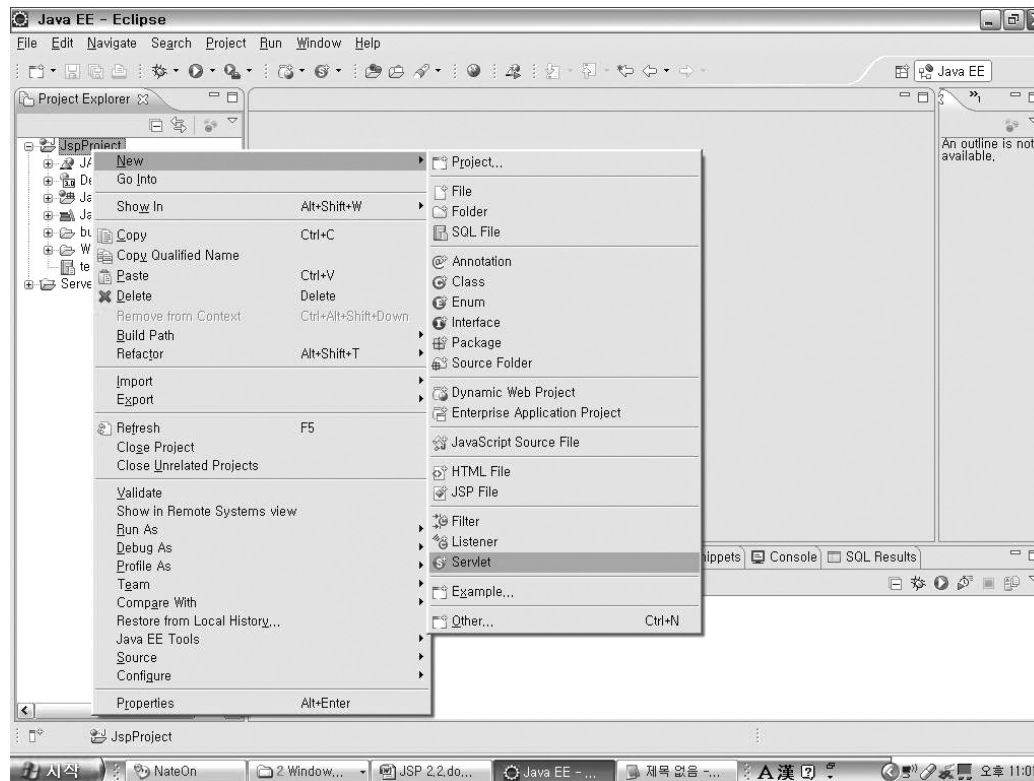 Java EE - Eclipse
File Edit Navigate Search Project Run Window Help
Java EE
Project Explorer
JspProject
An outline is not
available.
Serve
New
Go Into
Show In Alt+Shift+W
Copy Ctrl+C
Copy Qualified Name
Paste Ctrl+V
Delete Delete
Remove from Context Ctrl+Alt+Shift+Down
Build Path
Refactor Alt+Shift+T
Import
Export
Refresh F5
Close Project
Close Unrelated Projects
Validate
Show in Remote Systems view
Run As
Debug As
Profile As
Team
Compare With
Restore from Local History...
Java EE Tools
Source
Configure
Properties Alt+Enter
Project...
File
Folder
SQL File
Annotation
Class
Enum
Interface
Package
Source Folder
Dynamic Web Project
Enterprise Application Project
JavaScript Source File
HTML File
JSP File
Filter
Listener
Servlet
Example...
Other... Ctrl+N
nippets Console SQL Results
JspProject
시작 NateOn 2 Window... JSP 2,2,do... Java EE - ... 제목 없음 -... A 漢 오후 11